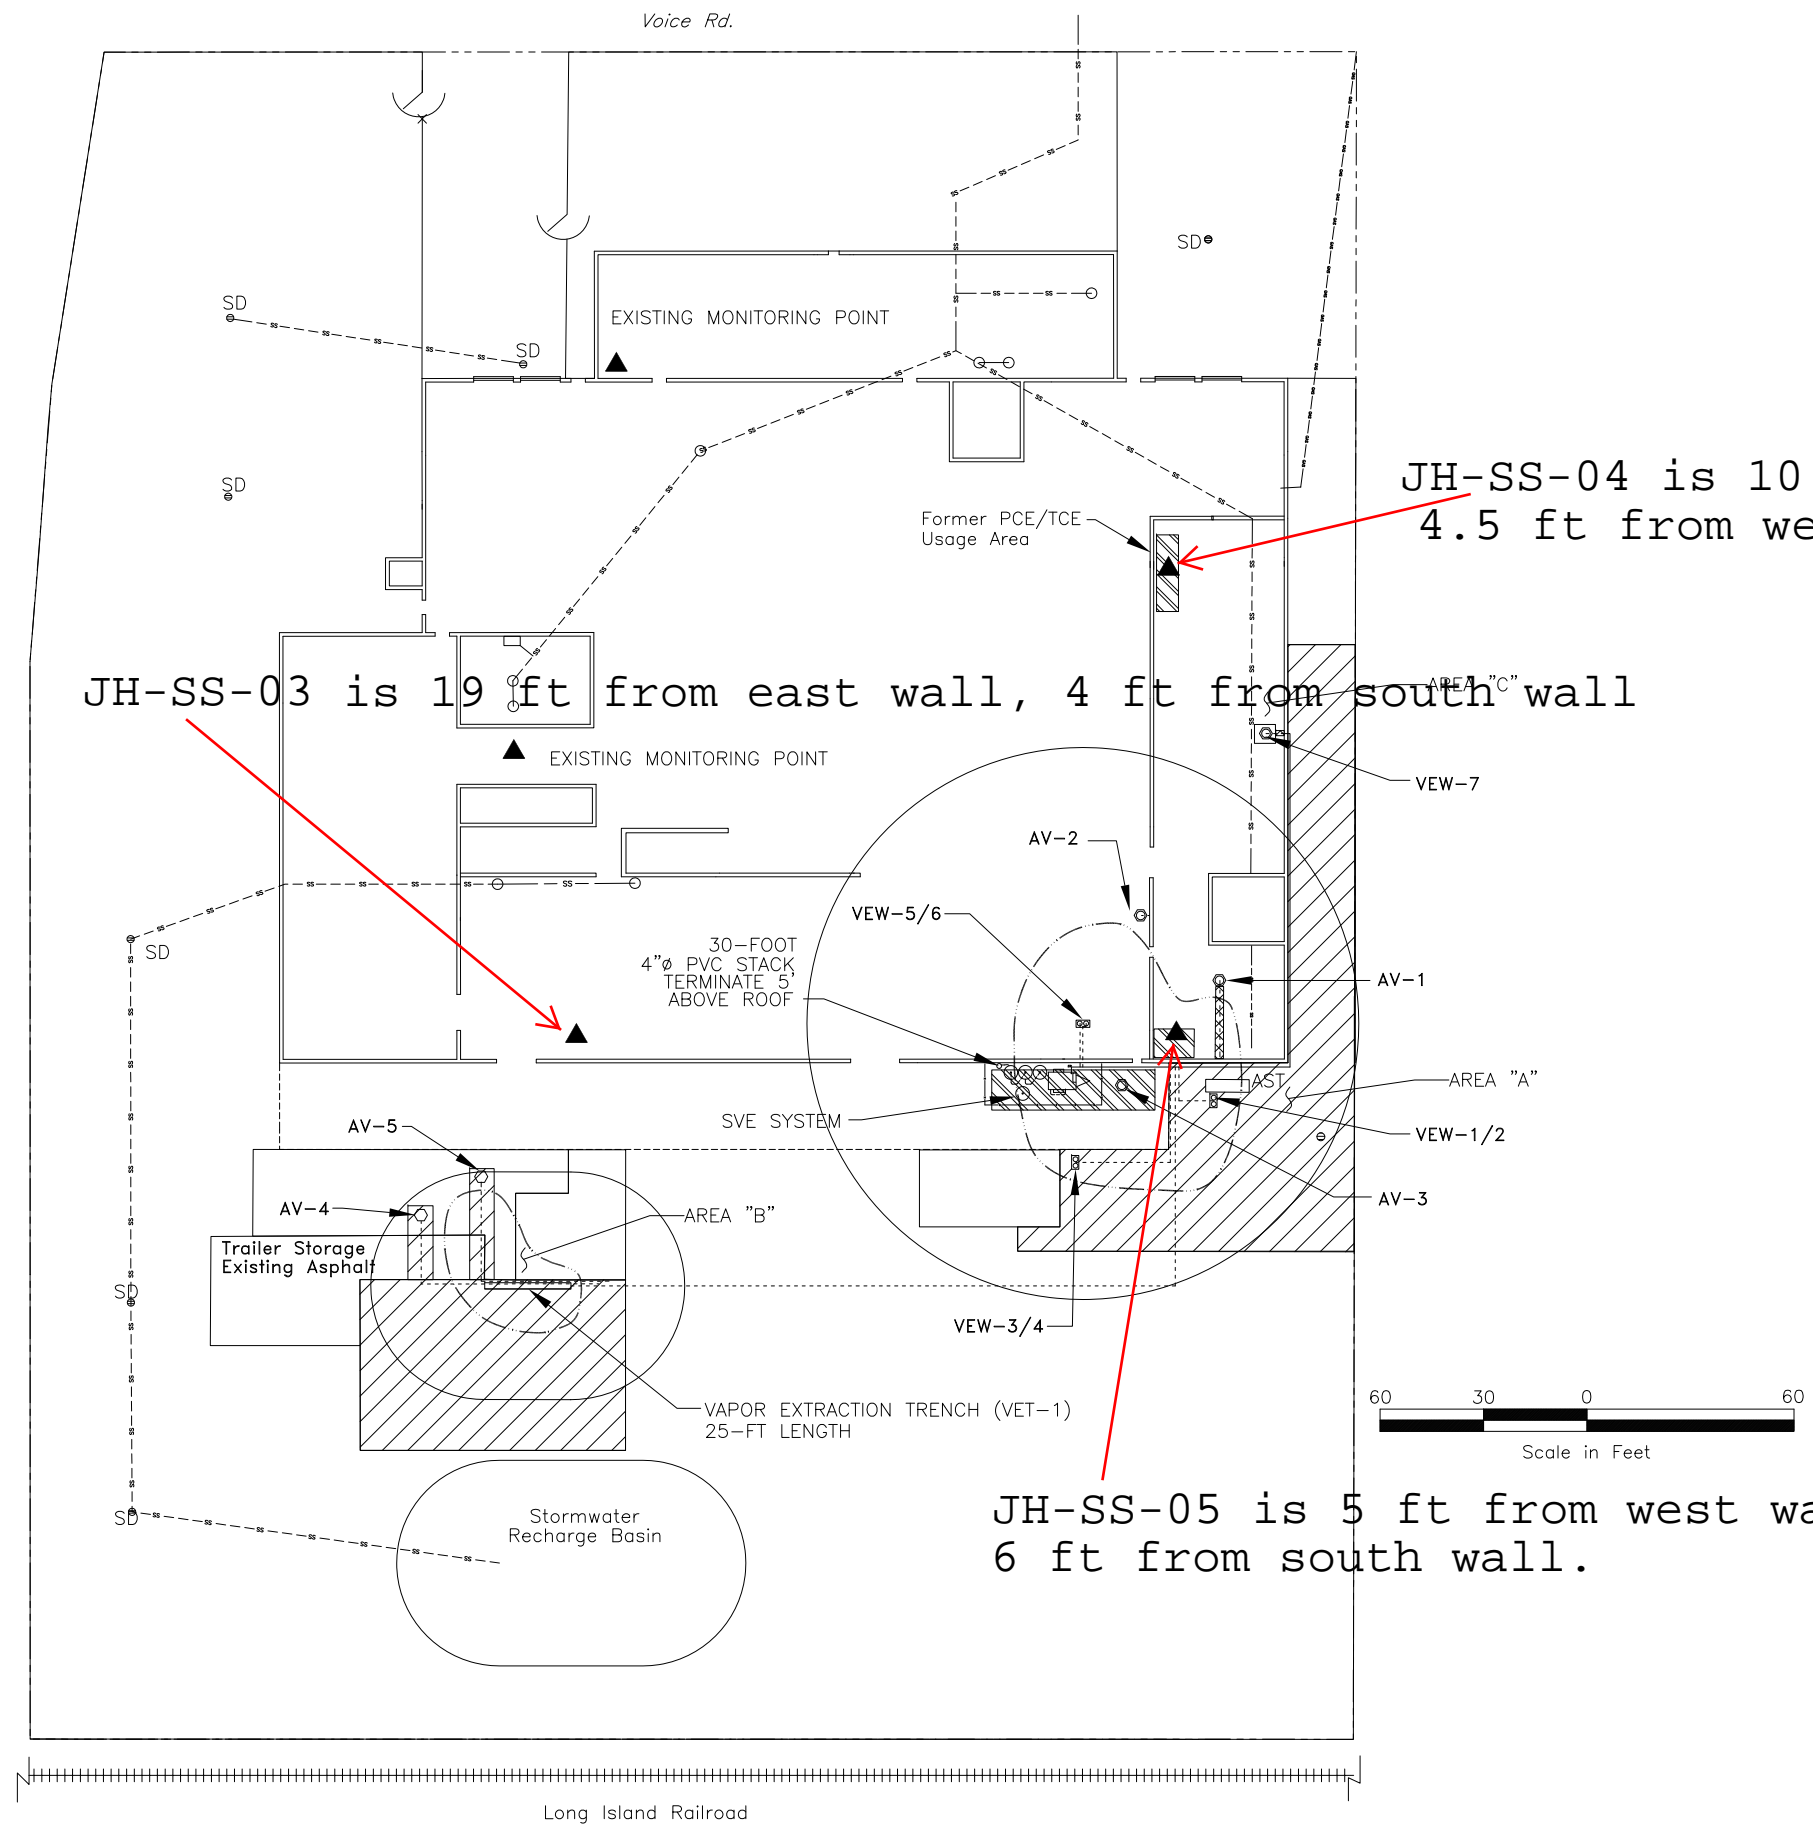 Voice Rd.
SD
SD
EXISTING MONITORING POINT
SD
SD
JH-SS-04 is 10
4.5 ft from we
Former PCE/TCE
Usage Area
JH-SS-03 is 19 ft from east wall, 4 ft from south wall
AREA "C"
EXISTING MONITORING POINT
VEW-7
AV-2
VEW-5/6
30-FOOT
4"ø PVC STACK
TERMINATE 5'
ABOVE ROOF
SD
AV-1
AST
AREA "A"
SVE SYSTEM
AV-5
VEW-1/2
AV-4
AV-3
AREA "B"
Trailer Storage
Existing Asphalt
SD
VEW-3/4
60 30 0 60
Scale in Feet
VAPOR EXTRACTION TRENCH (VET-1)
25-FT LENGTH
SD
Stormwater
Recharge Basin
JH-SS-05 is 5 ft from west wa
6 ft from south wall.
Long Island Railroad